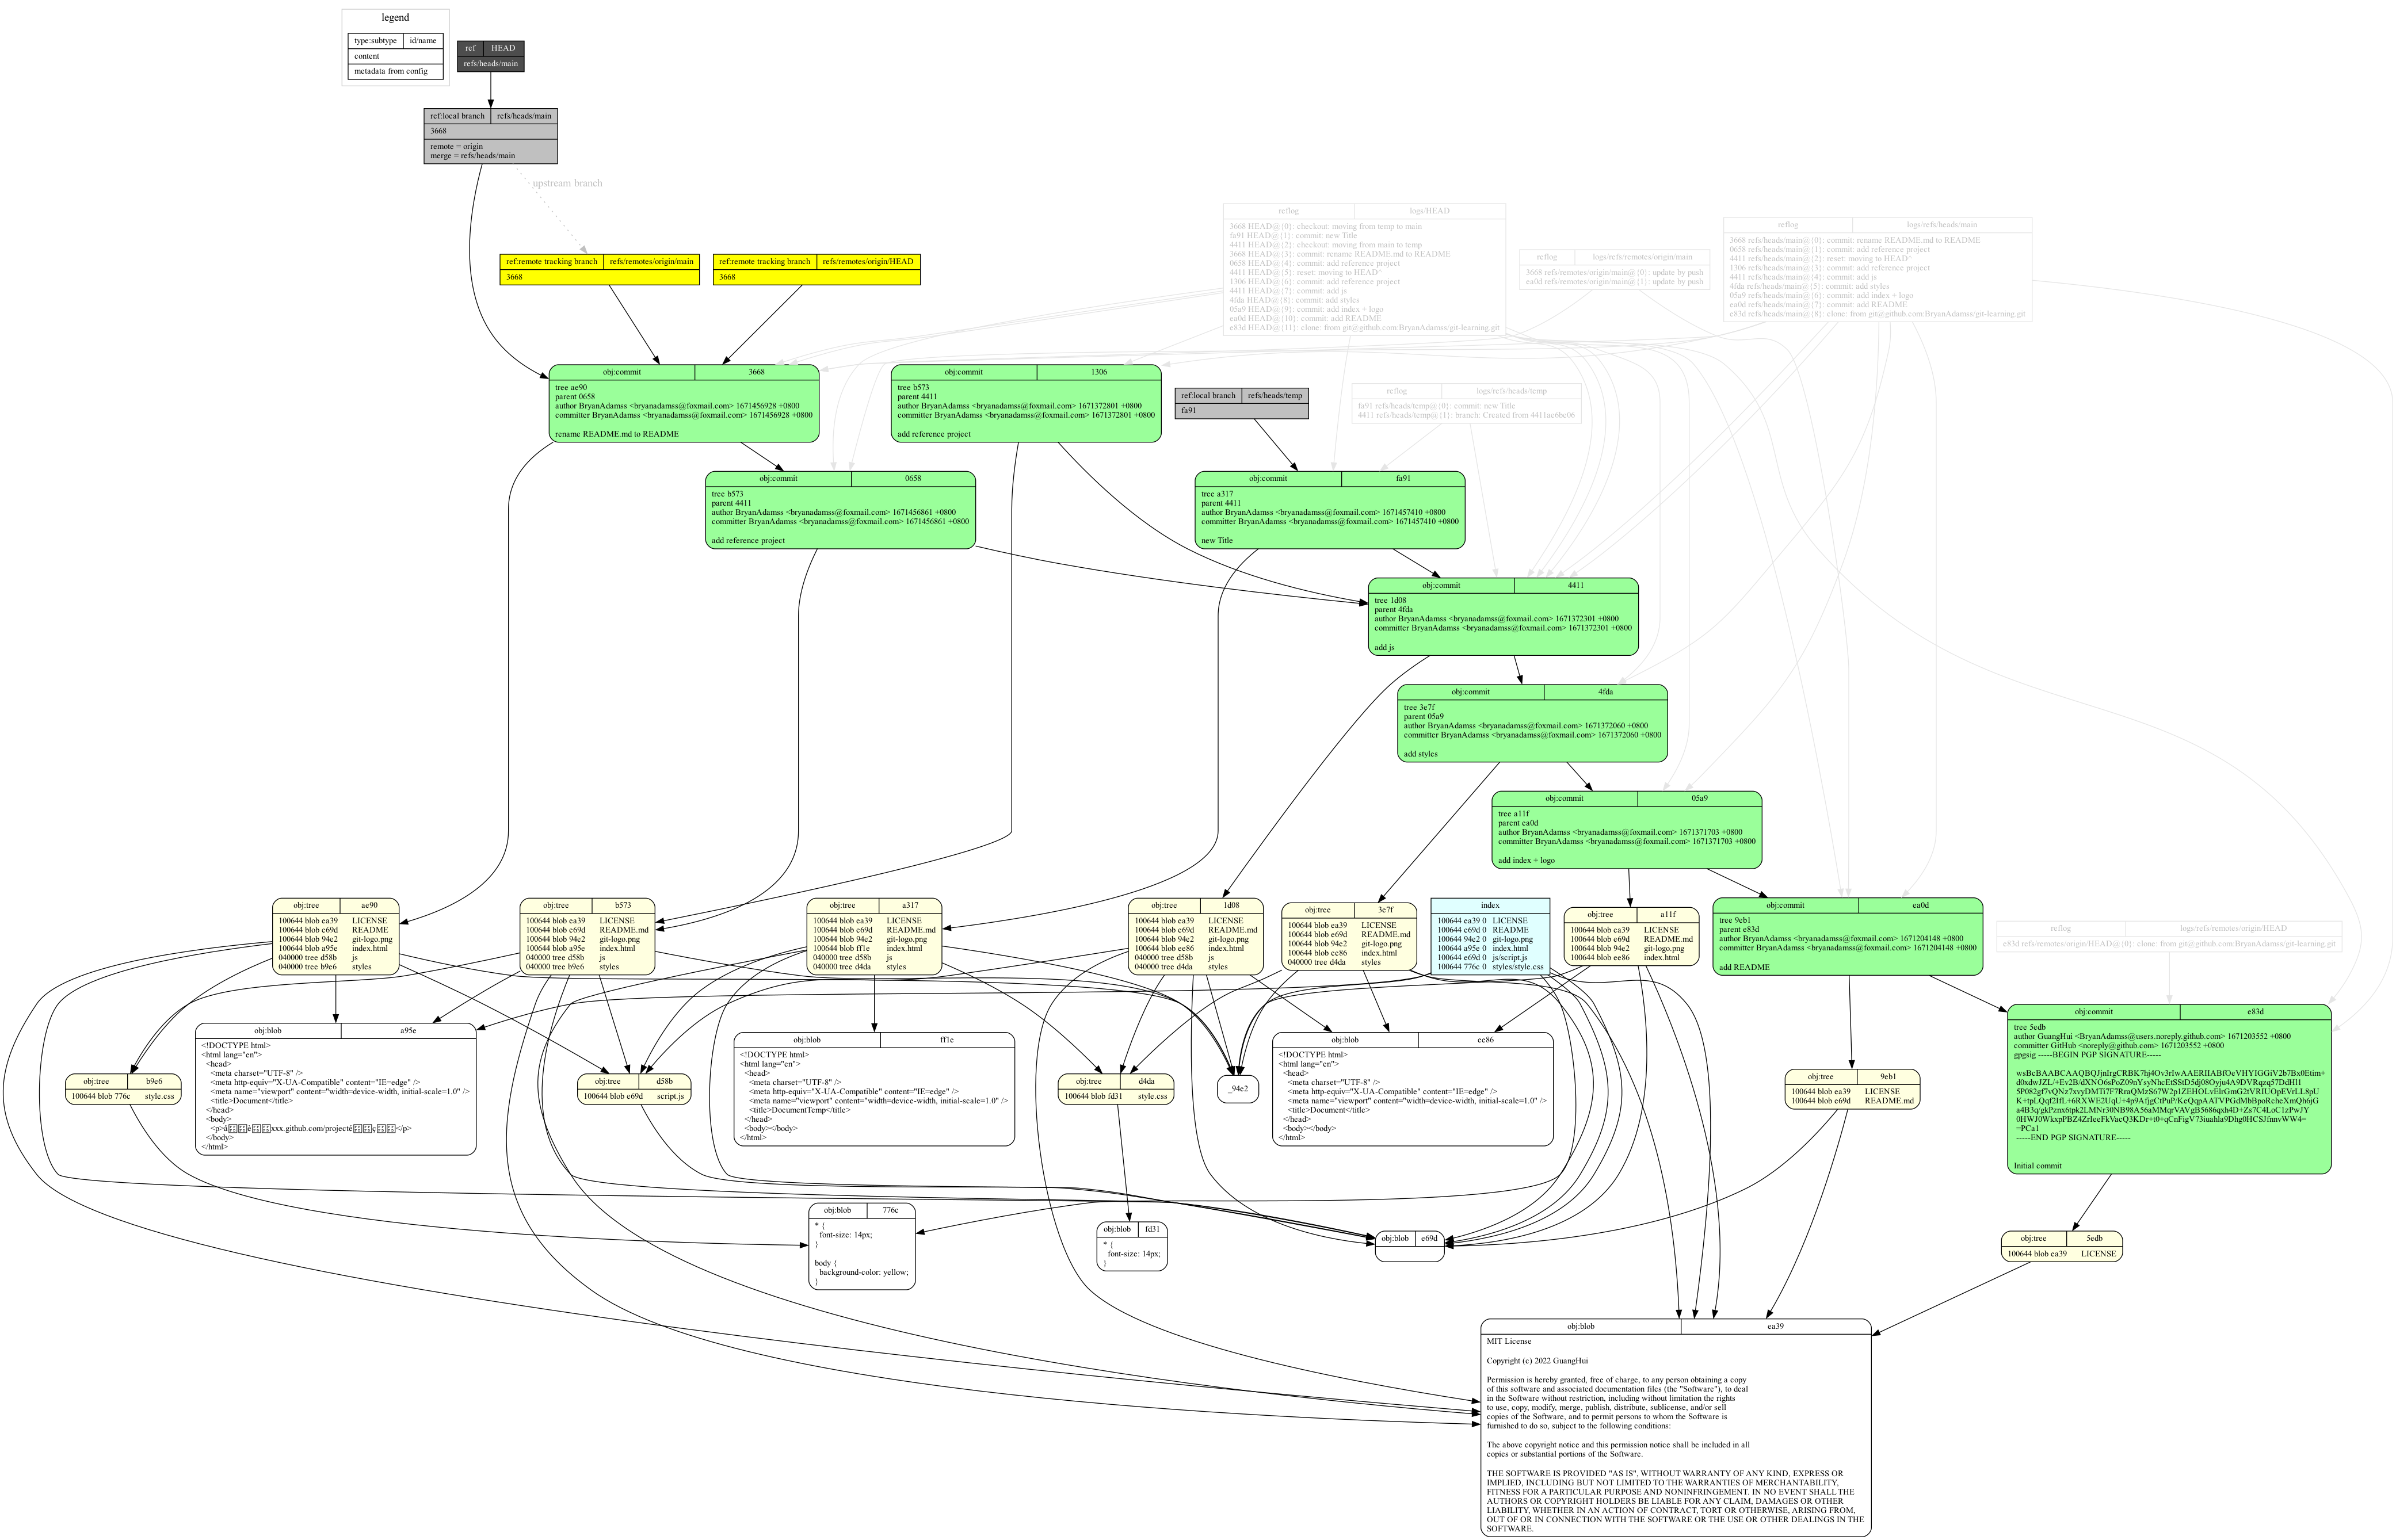 legend
type:subtype id/name
content
metadata from config
ref HEAD
refs/heads/main
ref:local branch refs/heads/main
3668
remote = origin
merge = refs/heads/main
upstream branch
ref:remote tracking branch refs/remotes/origin/main
3668
ref:remote tracking branch refs/remotes/origin/HEAD
3668
reflog logs/HEAD
3668 HEAD@{0}: checkout: moving from temp to main
fa91 HEAD@{1}: commit: new Title
4411 HEAD@{2}: checkout: moving from main to temp
3668 HEAD@{3}: commit: rename README.md to README
0658 HEAD@{4}: commit: add reference project
4411 HEAD@{5}: reset: moving to HEAD^
1306 HEAD@{6}: commit: add reference project
4411 HEAD@{7}: commit: add js
4fda HEAD@{8}: commit: add styles
05a9 HEAD@{9}: commit: add index + logo
ea0d HEAD@{10}: commit: add README
e83d HEAD@{11}: clone: from git@github.com:BryanAdamss/git-learning.git
reflog logs/refs/remotes/origin/main
3668 refs/remotes/origin/main@{0}: update by push
ea0d refs/remotes/origin/main@{1}: update by push
reflog logs/refs/heads/main
3668 refs/heads/main@{0}: commit: rename README.md to README
0658 refs/heads/main@{1}: commit: add reference project
4411 refs/heads/main@{2}: reset: moving to HEAD^
1306 refs/heads/main@{3}: commit: add reference project
4411 refs/heads/main@{4}: commit: add js
4fda refs/heads/main@{5}: commit: add styles
05a9 refs/heads/main@{6}: commit: add index + logo
ea0d refs/heads/main@{7}: commit: add README
e83d refs/heads/main@{8}: clone: from git@github.com:BryanAdamss/git-learning.git
obj:commit 3668
tree ae90
parent 0658
author BryanAdamss <bryanadamss@foxmail.com> 1671456928 +0800
committer BryanAdamss <bryanadamss@foxmail.com> 1671456928 +0800
rename README.md to README
obj:commit 1306
tree b573
parent 4411
author BryanAdamss <bryanadamss@foxmail.com> 1671372801 +0800
committer BryanAdamss <bryanadamss@foxmail.com> 1671372801 +0800
add reference project
ref:local branch refs/heads/temp
fa91
reflog logs/refs/heads/temp
fa91 refs/heads/temp@{0}: commit: new Title
4411 refs/heads/temp@{1}: branch: Created from 4411ae6be06
obj:commit 0658
tree b573
parent 4411
author BryanAdamss <bryanadamss@foxmail.com> 1671456861 +0800
committer BryanAdamss <bryanadamss@foxmail.com> 1671456861 +0800
add reference project
obj:commit fa91
tree a317
parent 4411
author BryanAdamss <bryanadamss@foxmail.com> 1671457410 +0800
committer BryanAdamss <bryanadamss@foxmail.com> 1671457410 +0800
new Title
obj:commit 4411
tree 1d08
parent 4fda
author BryanAdamss <bryanadamss@foxmail.com> 1671372301 +0800
committer BryanAdamss <bryanadamss@foxmail.com> 1671372301 +0800
add js
obj:commit 4fda
tree 3e7f
parent 05a9
author BryanAdamss <bryanadamss@foxmail.com> 1671372060 +0800
committer BryanAdamss <bryanadamss@foxmail.com> 1671372060 +0800
add styles
obj:commit 05a9
tree a11f
parent ea0d
author BryanAdamss <bryanadamss@foxmail.com> 1671371703 +0800
committer BryanAdamss <bryanadamss@foxmail.com> 1671371703 +0800
add index + logo
obj:tree ae90
100644 blob ea39 LICENSE
100644 blob e69d README
100644 blob 94e2 git-logo.png
100644 blob a95e index.html
040000 tree d58b js
040000 tree b9e6 styles
obj:tree b573
100644 blob ea39 LICENSE
100644 blob e69d README.md
100644 blob 94e2 git-logo.png
100644 blob a95e index.html
040000 tree d58b js
040000 tree b9e6 styles
obj:tree a317
100644 blob ea39 LICENSE
100644 blob e69d README.md
100644 blob 94e2 git-logo.png
100644 blob ff1e index.html
040000 tree d58b js
040000 tree d4da styles
obj:tree 1d08
100644 blob ea39 LICENSE
100644 blob e69d README.md
100644 blob 94e2 git-logo.png
100644 blob ee86 index.html
040000 tree d58b js
040000 tree d4da styles
obj:tree 3e7f
100644 blob ea39 LICENSE
100644 blob e69d README.md
100644 blob 94e2 git-logo.png
100644 blob ee86 index.html
040000 tree d4da styles
index
100644 ea39 0 LICENSE
100644 e69d 0 README
100644 94e2 0 git-logo.png
100644 a95e 0 index.html
100644 e69d 0 js/script.js
100644 776c 0 styles/style.css
obj:tree a11f
100644 blob ea39 LICENSE
100644 blob e69d README.md
100644 blob 94e2 git-logo.png
100644 blob ee86 index.html
obj:commit ea0d
tree 9eb1
parent e83d
author BryanAdamss <bryanadamss@foxmail.com> 1671204148 +0800
committer BryanAdamss <bryanadamss@foxmail.com> 1671204148 +0800
add README
reflog logs/refs/remotes/origin/HEAD
e83d refs/remotes/origin/HEAD@{0}: clone: from git@github.com:BryanAdamss/git-learning.git
obj:tree b9e6
100644 blob 776c style.css
obj:blob a95e
<!DOCTYPE html>
<html lang="en">
<head>
<meta charset="UTF-8" />
<meta http-equiv="X-UA-Compatible" content="IE=edge" />
<meta name="viewport" content="width=device-width, initial-scale=1.0" />
<title>Document</title>
</head>
<body>
xxx.github.com/project
</body>
</html>
obj:tree d58b
100644 blob e69d script.js
obj:blob ff1e
<!DOCTYPE html>
<html lang="en">
<head>
<meta charset="UTF-8" />
<meta http-equiv="X-UA-Compatible" content="IE=edge" />
<meta name="viewport" content="width=device-width, initial-scale=1.0" />
<title>DocumentTemp</title>
</head>
<body></body>
</html>
obj:tree d4da
100644 blob fd31 style.css
_94e2
obj:blob ee86
<!DOCTYPE html>
<html lang="en">
<head>
<meta charset="UTF-8" />
<meta http-equiv="X-UA-Compatible" content="IE=edge" />
<meta name="viewport" content="width=device-width, initial-scale=1.0" />
<title>Document</title>
</head>
<body></body>
</html>
obj:tree 9eb1
100644 blob ea39 LICENSE
100644 blob e69d README.md
obj:commit e83d
tree 5edb
author GuangHui <BryanAdamss@users.noreply.github.com> 1671203552 +0800
committer GitHub <noreply@github.com> 1671203552 +0800
gpgsig -----BEGIN PGP SIGNATURE-----
=PCa1
-----END PGP SIGNATURE-----
Initial commit
obj:blob 776c
* {
font-size: 14px;
}
body {
background-color: yellow;
}
obj:blob fd31
* {
font-size: 14px;
}
obj:blob e69d
obj:tree 5edb
100644 blob ea39 LICENSE
obj:blob ea39
MIT License
Copyright (c) 2022 GuangHui
Permission is hereby granted, free of charge, to any person obtaining a copy
of this software and associated documentation files (the "Software"), to deal
in the Software without restriction, including without limitation the rights
to use, copy, modify, merge, publish, distribute, sublicense, and/or sell
copies of the Software, and to permit persons to whom the Software is
furnished to do so, subject to the following conditions:
The above copyright notice and this permission notice shall be included in all
copies or substantial portions of the Software.
THE SOFTWARE IS PROVIDED "AS IS", WITHOUT WARRANTY OF ANY KIND, EXPRESS OR
IMPLIED, INCLUDING BUT NOT LIMITED TO THE WARRANTIES OF MERCHANTABILITY,
FITNESS FOR A PARTICULAR PURPOSE AND NONINFRINGEMENT. IN NO EVENT SHALL THE
AUTHORS OR COPYRIGHT HOLDERS BE LIABLE FOR ANY CLAIM, DAMAGES OR OTHER
LIABILITY, WHETHER IN AN ACTION OF CONTRACT, TORT OR OTHERWISE, ARISING FROM,
OUT OF OR IN CONNECTION WITH THE SOFTWARE OR THE USE OR OTHER DEALINGS IN THE
SOFTWARE.